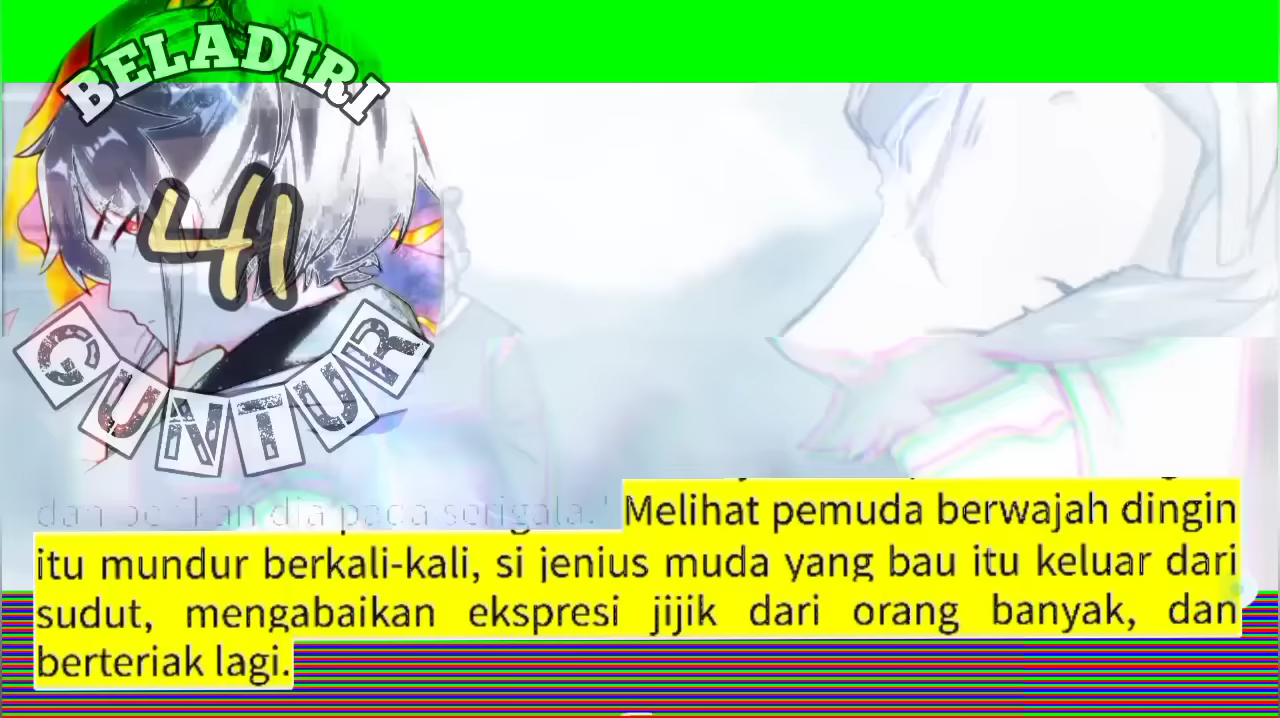 BELADIRI
41
GUNTUR
dan berikan dia pada serigala." Melihat pemuda berwajah dingin
itu mundur berkali-kali, si jenius muda yang bau itu keluar dari
sudut, mengabaikan ekspresi jijik dari orang banyak, dan
berteriak lagi.